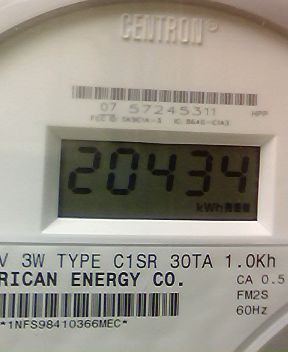 CENTRON®
07 57245311 HPP
20434
kWh
V 3W TYPE C1SR 30TA 1.0Kh
RICAN ENERGY CO. CA 0.5
FM2S
60Hz
*1NFS98410366MEC*